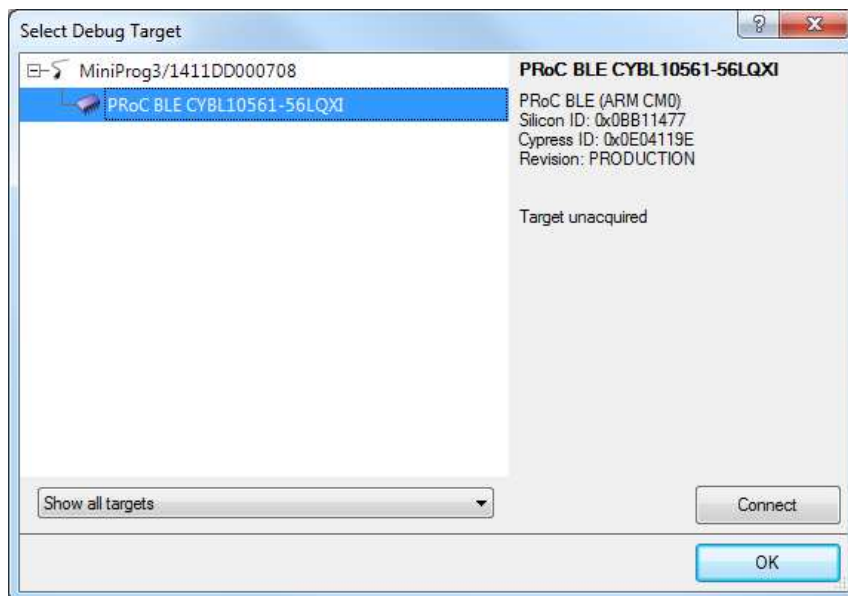 Select Debug Target
MiniProg3/1411DD000708
PRoC BLE CYBL10561-56LQXI
PRoC BLE CYBL10561-56LQXI
PRoC BLE (ARM CM0)
Silicon ID: 0x0BB11477
Cypress ID: 0x0E04119E
Revision: PRODUCTION
Target unacquired
Show all targets
Connect
OK